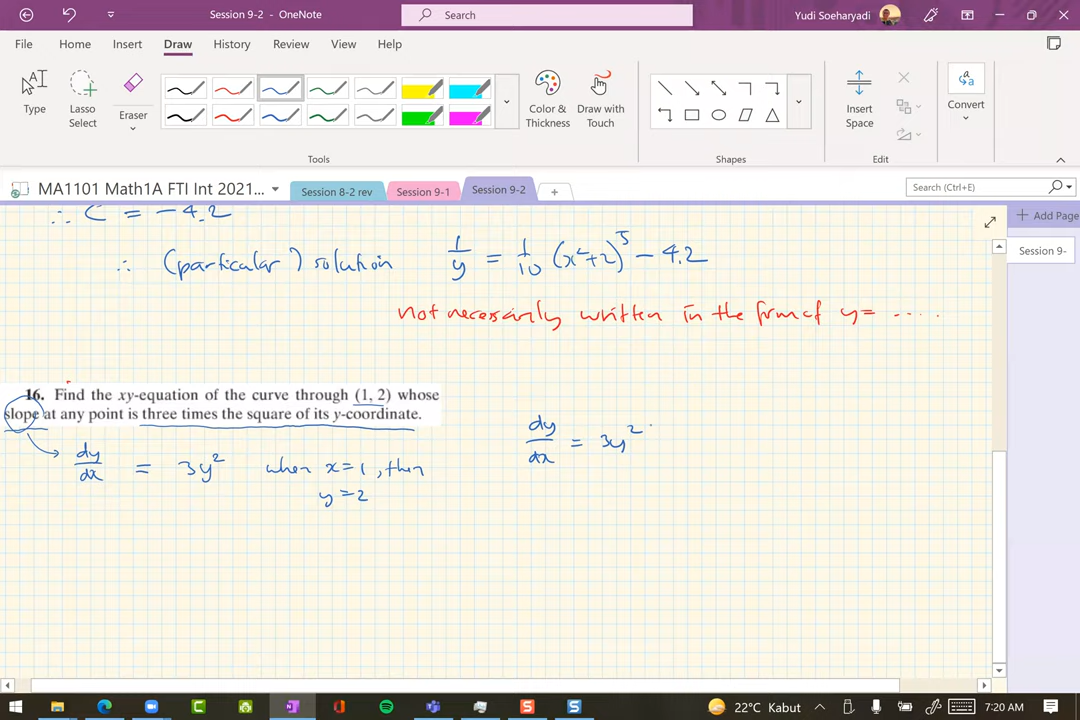 Session 9-2 - OneNote
Search
Yudi Soeharyadi
File Home Insert Draw History Review View Help
Type
Lasso Select
Eraser
Color & Thickness
Draw with Touch
Insert Space
Convert
Tools
Shapes
Edit
MA1101 Math1A FTI Int 2021...
Session 8-2 rev
Session 9-1
Session 9-2
Search (Ctrl+E)
Add Page
Session 9-
∴ C = -4.2
∴ (particular) solution 1/y = 1/10 (x²+2)⁵ - 4.2
not necessarily written in the form of y = .....
16. Find the xy-equation of the curve through (1, 2) whose
slope at any point is three times the square of its y-coordinate.
dy/dx = 3y² when x=1, then
y=2
dy/dx = 3y²
22°C Kabut
7:20 AM